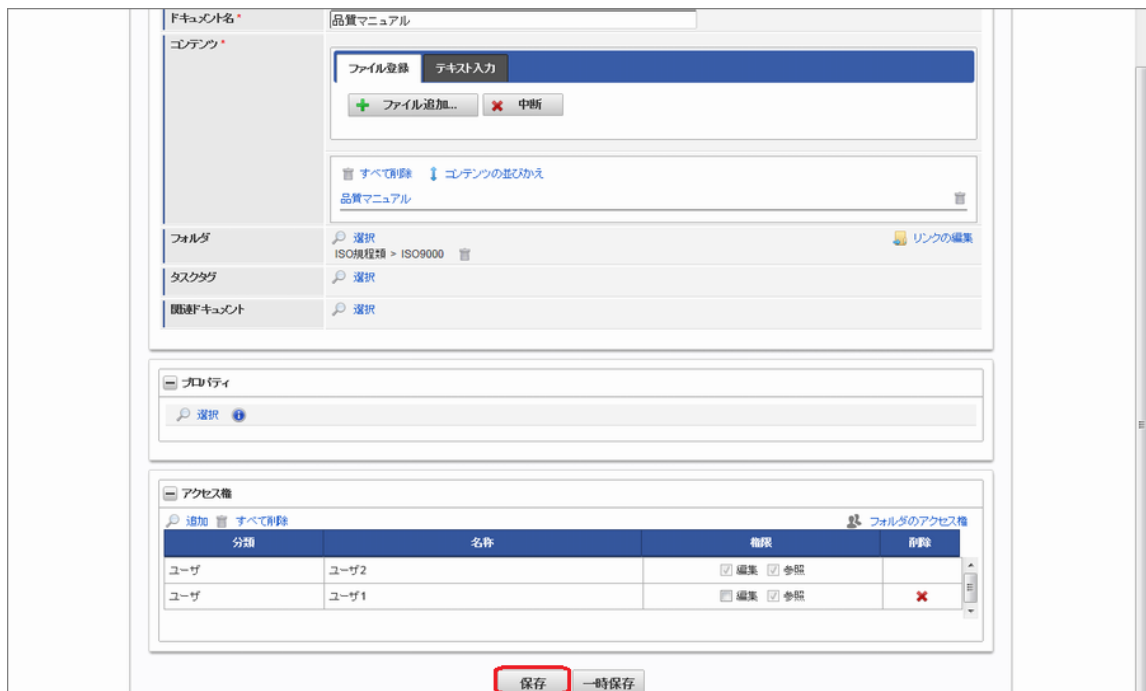 ドキュメント名 * 品質マニュアル
コンテンツ *
ファイル登録 テキスト入力
ファイル追加... 中断
すべて削除 コンテンツの並びかえ
品質マニュアル
フォルダ 選択 リンクの編集
ISO規程類 > ISO9000
タスクタグ 選択
関連ドキュメント 選択
プロパティ
選択
アクセス権
追加 すべて削除 フォルダのアクセス権
分類 名称 権限 削除
ユーザ ユーザ2 編集 参照
ユーザ ユーザ1 編集 参照
保存 一時保存